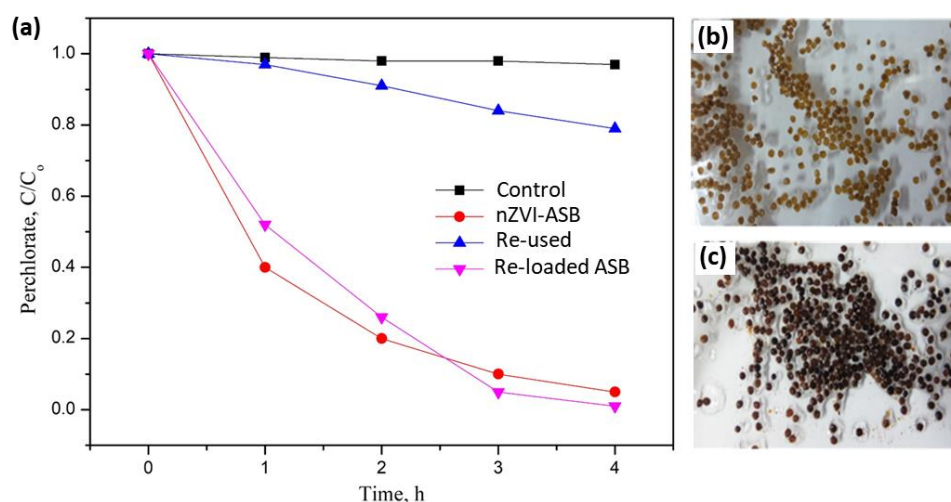 (a)
Perchlorate, C/Co
1.0
0.8
0.6
0.4
0.2
0.0
Control
nZVI-ASB
Re-used
Re-loaded ASB
0 1 2 3 4
Time, h
(b)
(c)